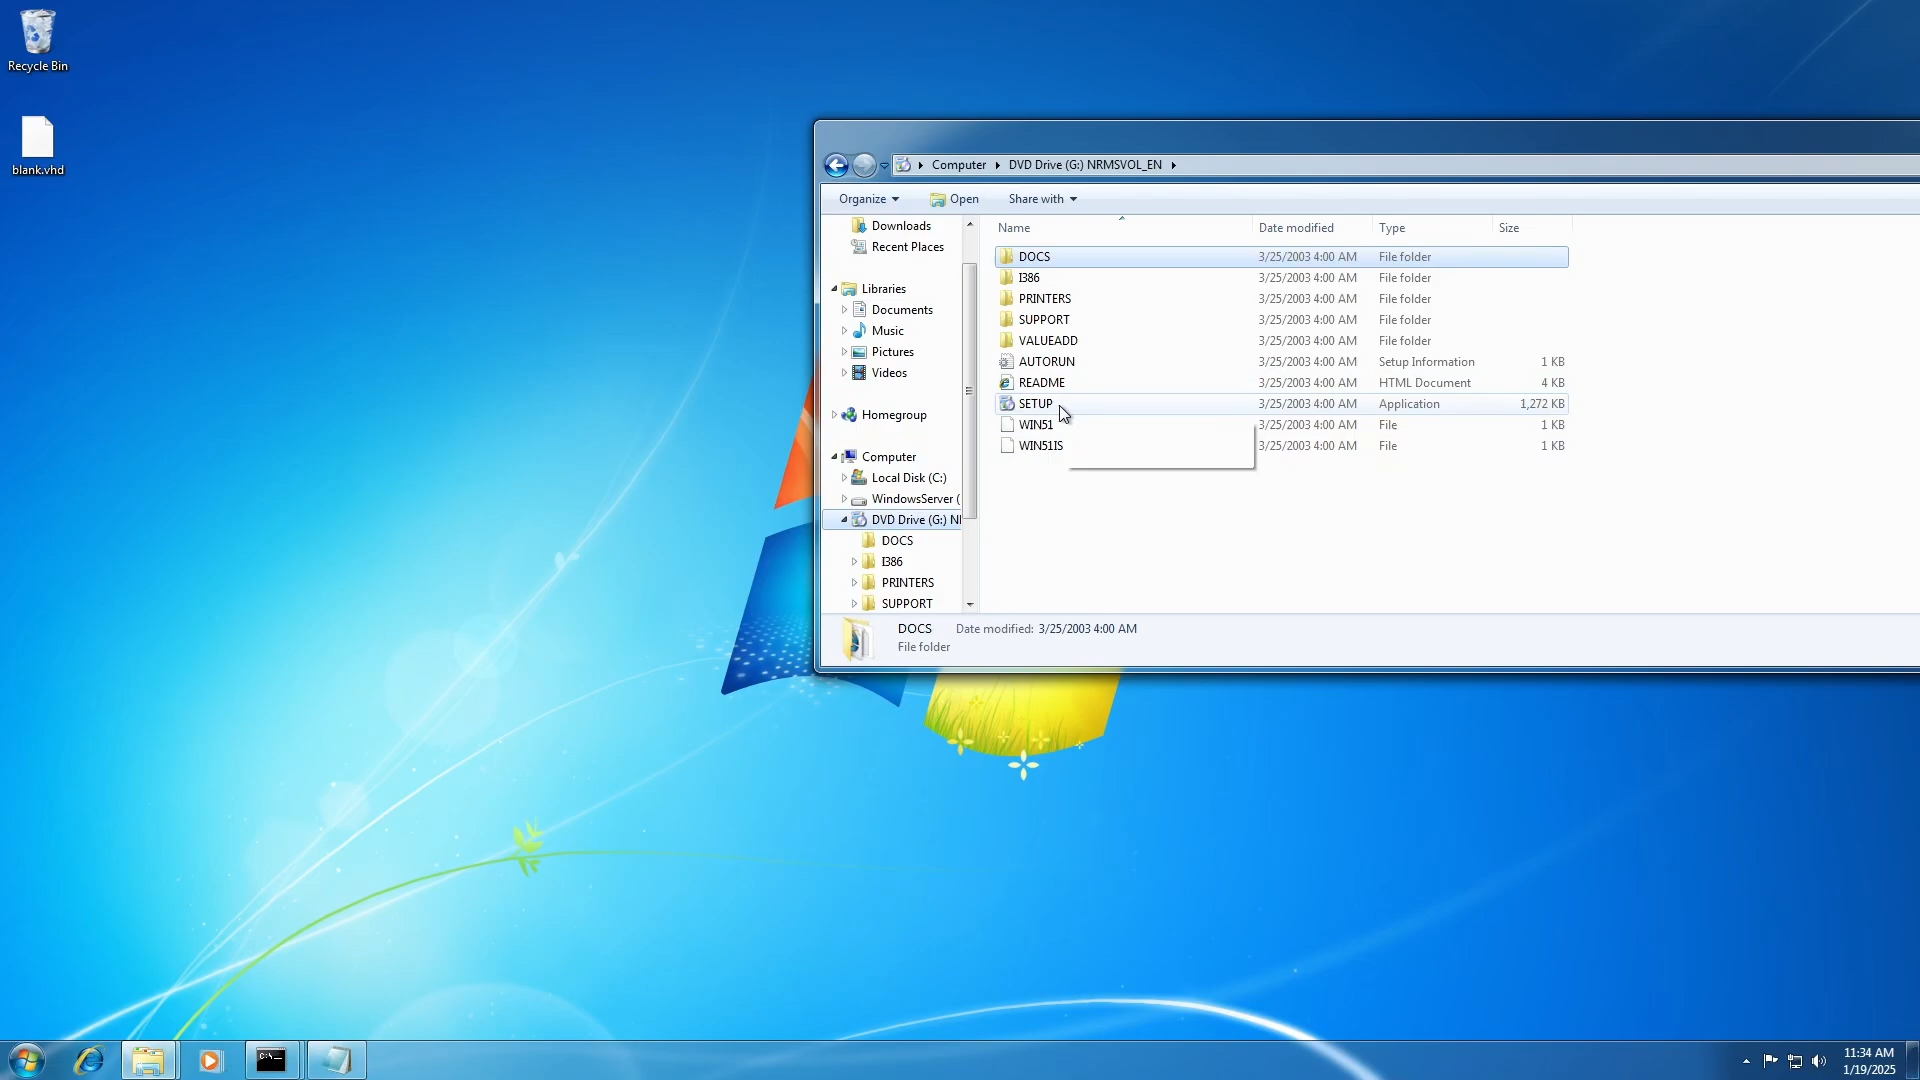 Recycle Bin
blank.vhd
Computer
DVD Drive (G:) NRMSVOL_EN
Organize
Open
Share with
Downloads
Recent Places
Libraries
Documents
Music
Pictures
Videos
Homegroup
Computer
Local Disk (C:)
WindowsServer (
DVD Drive (G:) NI
DOCS
I386
PRINTERS
SUPPORT
Name Date modified Type Size
DOCS 3/25/2003 4:00 AM File folder
I386 3/25/2003 4:00 AM File folder
PRINTERS 3/25/2003 4:00 AM File folder
SUPPORT 3/25/2003 4:00 AM File folder
VALUEADD 3/25/2003 4:00 AM File folder
AUTORUN 3/25/2003 4:00 AM Setup Information 1 KB
README 3/25/2003 4:00 AM HTML Document 4 KB
SETUP 3/25/2003 4:00 AM Application 1,272 KB
WIN51 3/25/2003 4:00 AM File 1 KB
WIN51IS 3/25/2003 4:00 AM File 1 KB
DOCS Date modified: 3/25/2003 4:00 AM
File folder
C:\_
11:34 AM
1/19/2025